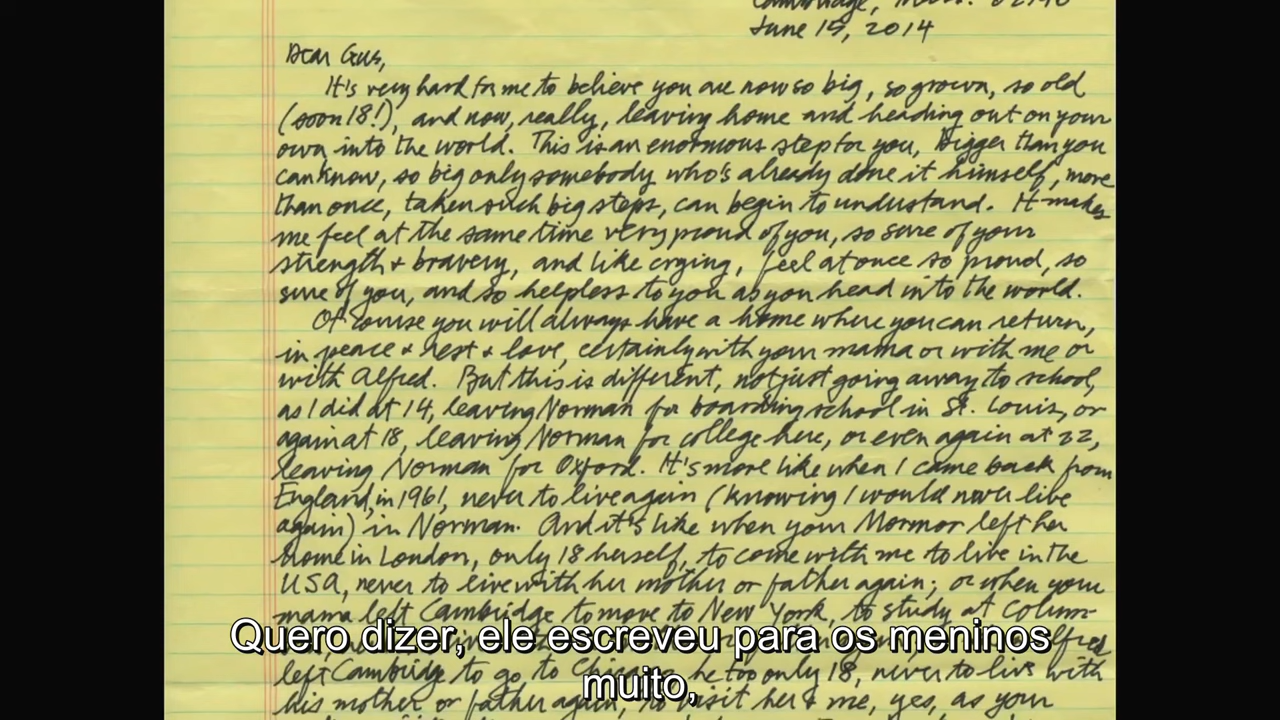 Cambridge, Mass. 02140
June 15, 2014
Dear Gus,
It's very hard for me to believe you are now so big, so grown, so old
(soon 18!), and now, really, leaving home and heading out on your
own into the world. This is an enormous step for you, bigger than you
can know, so big only somebody who's already done it himself, more
than once, taken such big steps, can begin to understand. It makes
me feel at the same time very proud of you, so sure of your
strength + bravery, and like crying, feel at once so proud, so
sure of you, and so helpless to you as you head into the world.
Of course you will always have a home where you can return,
in peace + rest + love, certainly with your mama or with me or
with Alfred. But this is different, not just going away to school,
as I did at 14, leaving Norman for boarding school in St. Louis, or
again at 18, leaving Norman for college here, or even again at 22,
leaving Norman for Oxford. It's more like when I came back from
England, in 1961, never to live again (knowing I would never live
again) in Norman. And it's like when your Mormor left her
home in London, only 18 herself, to come with me to live in the
USA, never to live with her mother or father again; or when your
mama left Cambridge to move to New York, to study at Colum-
Alfred
left Cambridge to go to Chicago, he too only 18, never to live with
his mother or father again, to visit her + me, yes, as your
Quero dizer, ele escreveu para os meninos
muito,